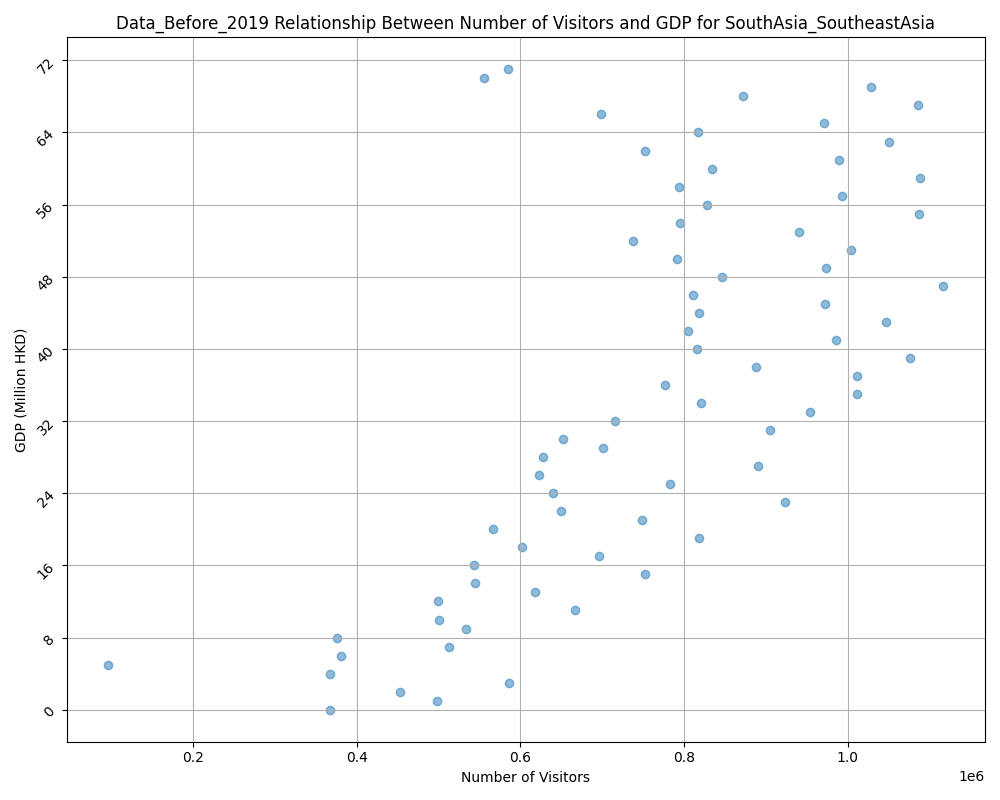 Data_Before_2019 Relationship Between Number of Visitors and GDP for SouthAsia_SoutheastAsia
72
64
56
48
40
32
24
16
8
0
GDP (Million HKD)
0.2 0.4 0.6 0.8 1.0
1e6
Number of Visitors